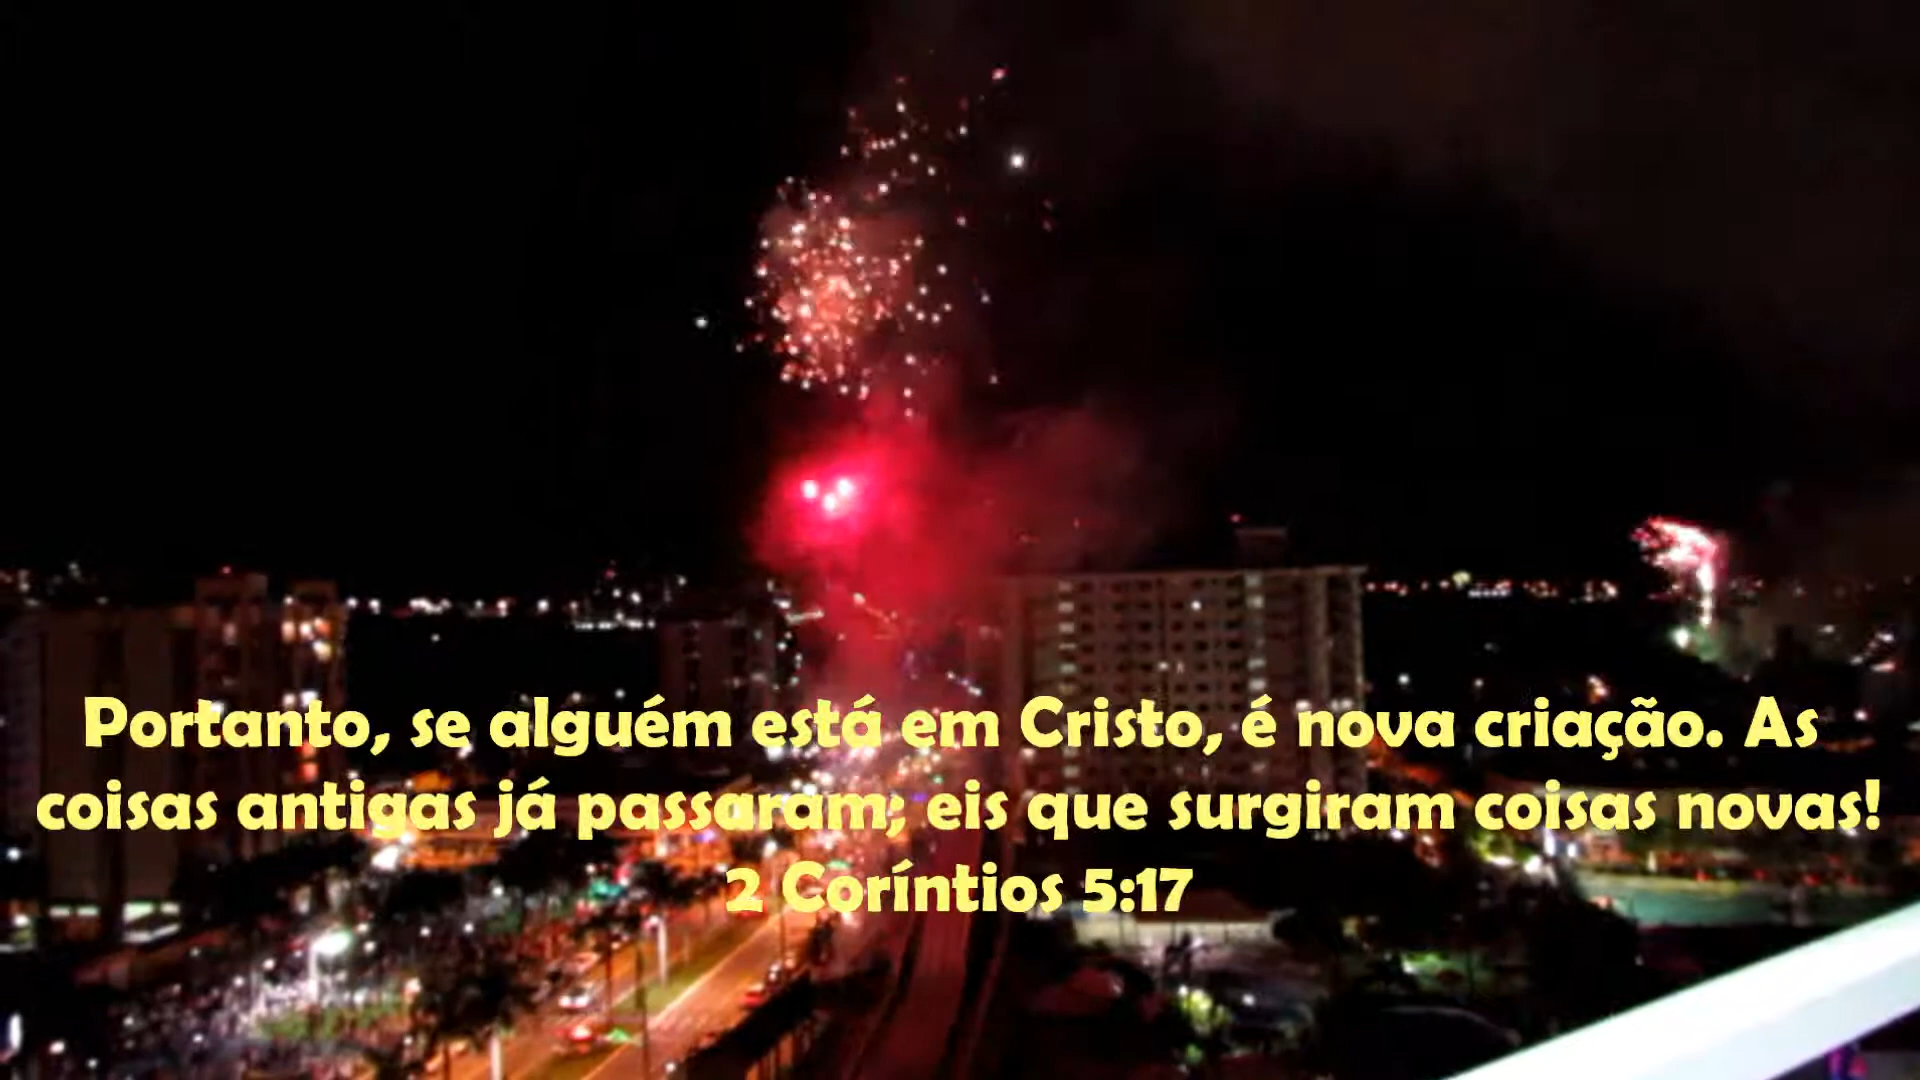 Portanto, se alguém está em Cristo, é nova criação. As
coisas antigas já passaram; eis que surgiram coisas novas!
2 Coríntios 5:17